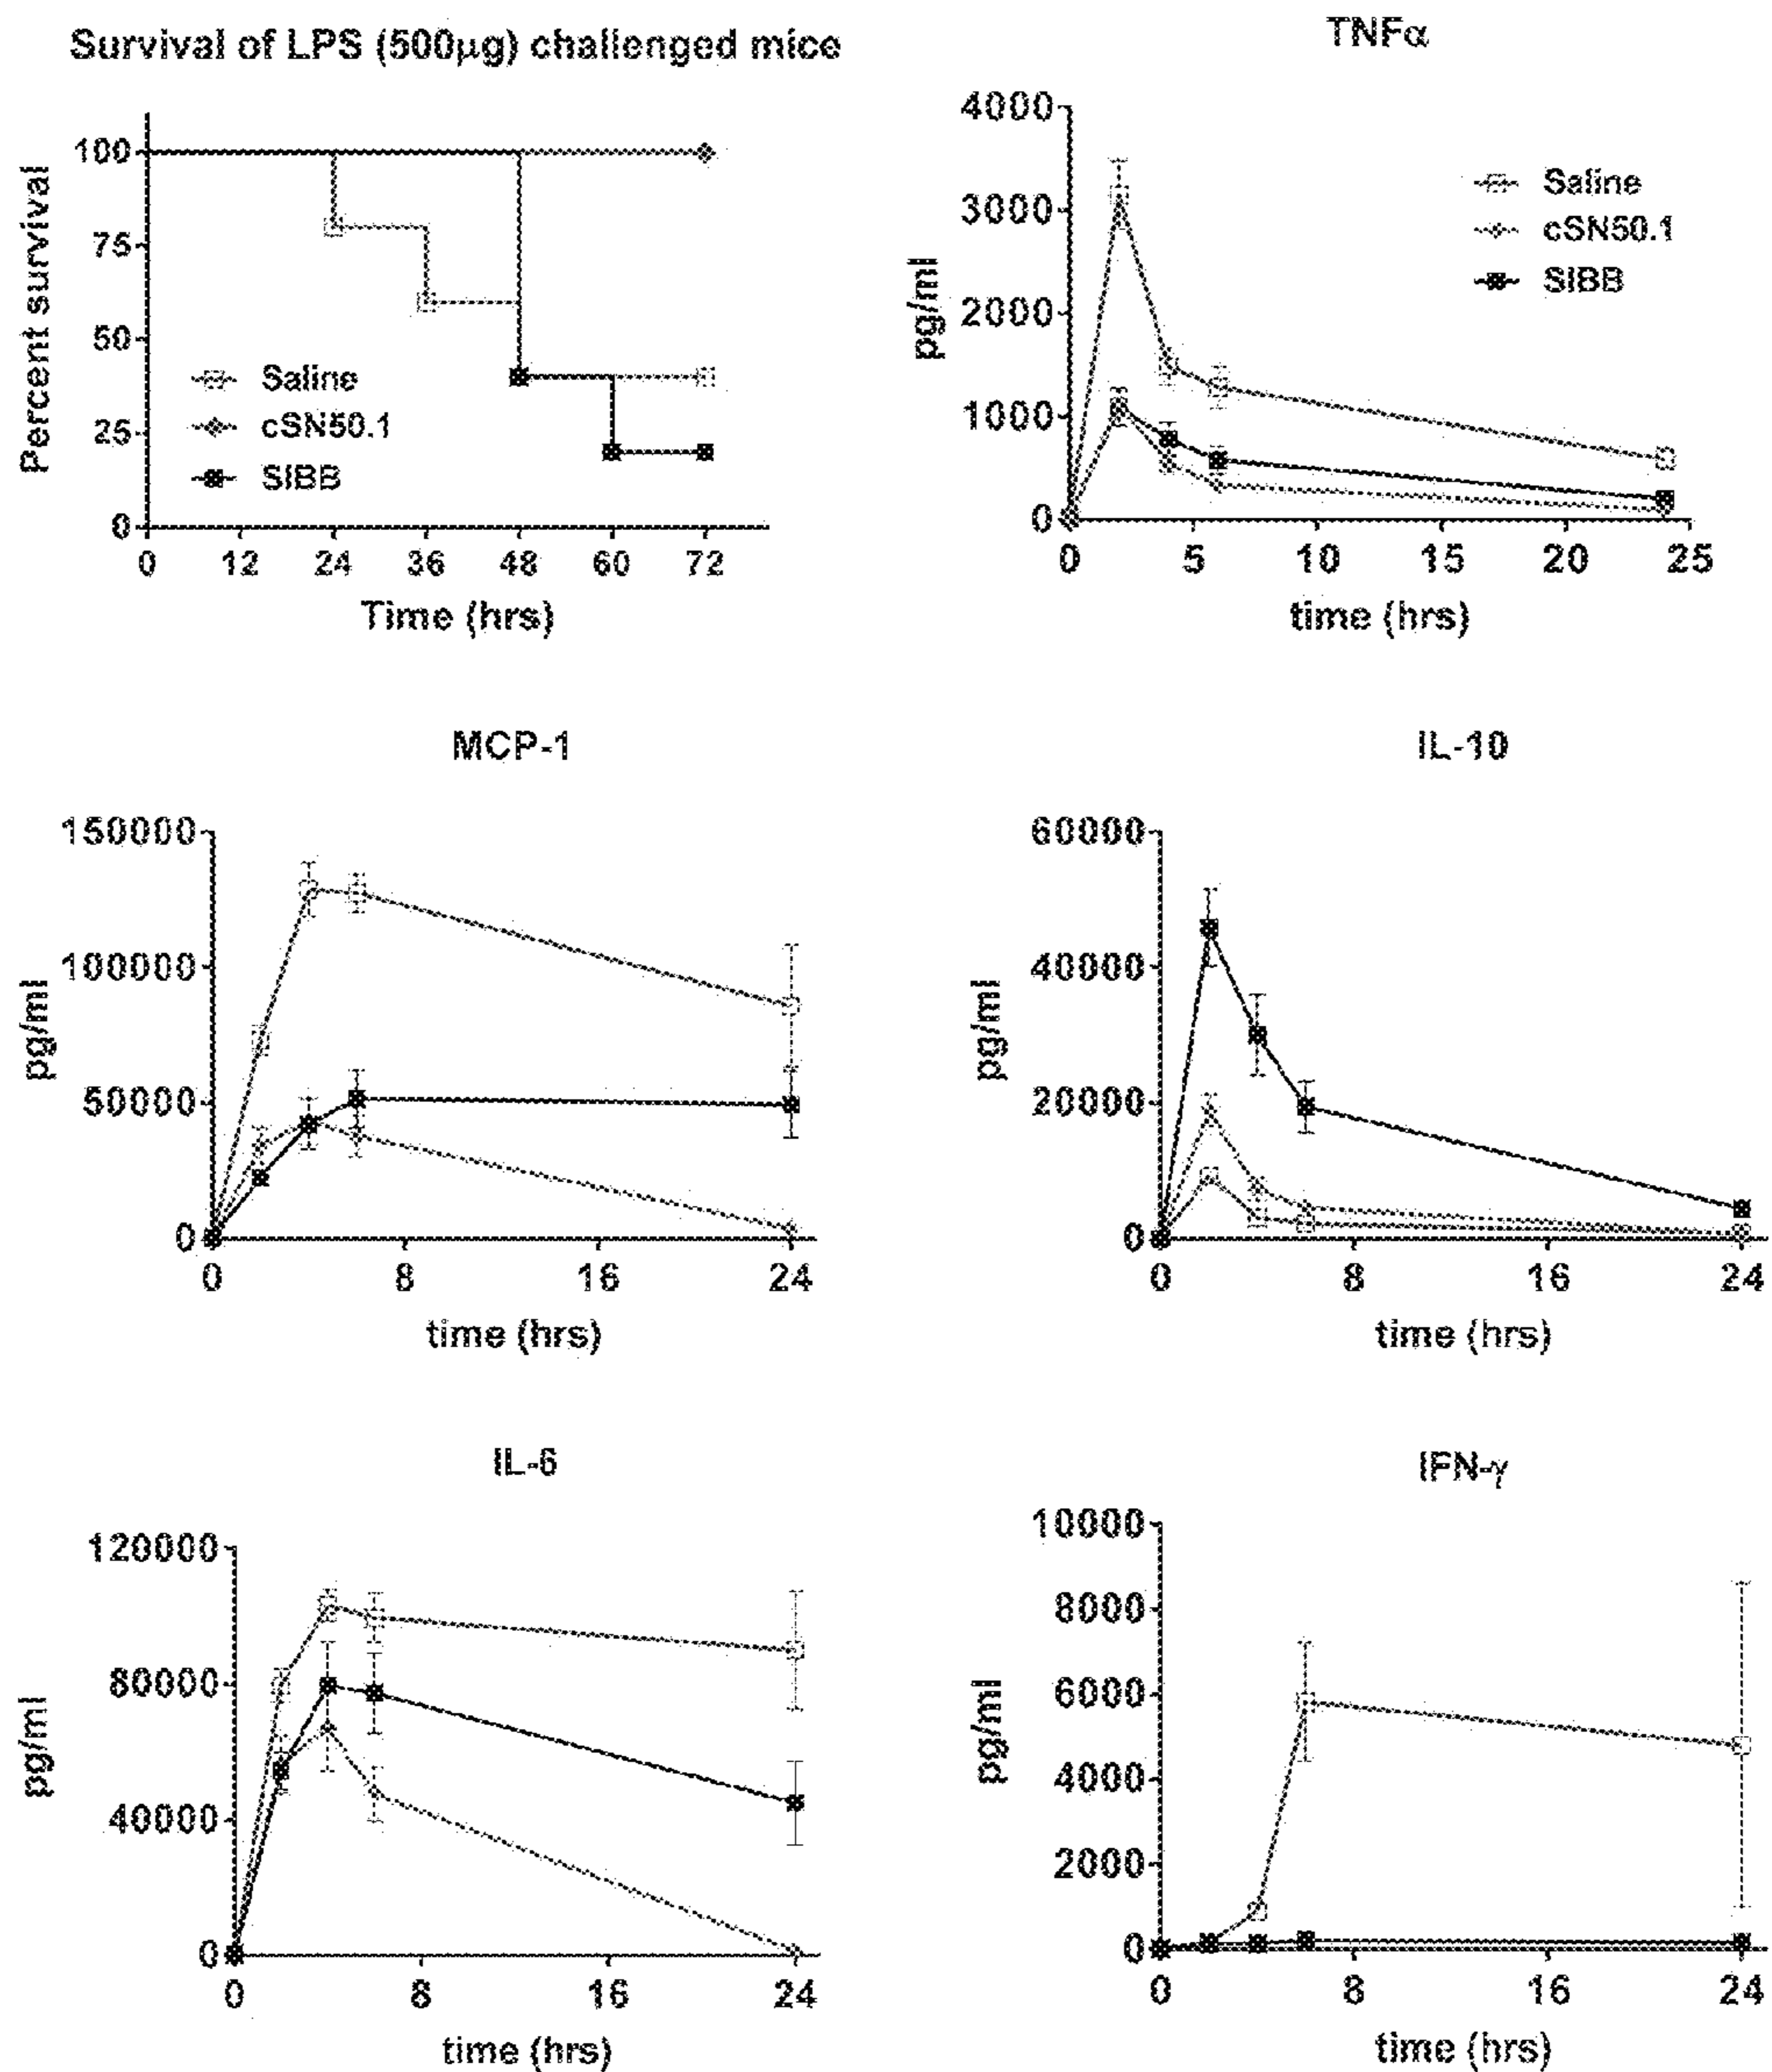 Survival of LPS (500µg) challenged mice
Percent survival
100
75
50
25
0
Saline
cSN50.1
SIBB
0 12 24 36 48 60 72
Time (hrs)
TNFα
pg/ml
4000
3000
2000
1000
0
Saline
cSN50.1
SIBB
0 5 10 15 20 25
time (hrs)
MCP-1
pg/ml
150000
100000
50000
0
0 8 16 24
time (hrs)
IL-10
pg/ml
60000
40000
20000
0
0 8 16 24
time (hrs)
IL-6
pg/ml
120000
80000
40000
0
0 8 16 24
time (hrs)
IFN-γ
pg/ml
10000
8000
6000
4000
2000
0
0 8 16 24
time (hrs)